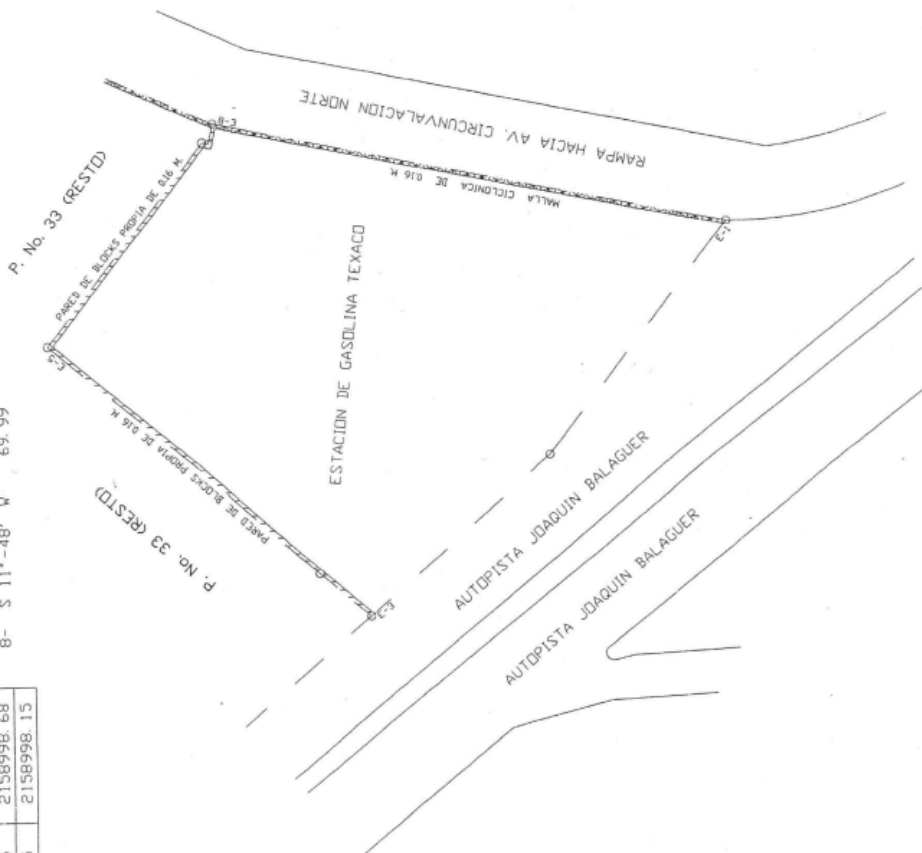 RAMPA HACIA AV. CIRCUNVALACION NORTE
E-8
MALLA CICLONICA DE 0.16 M.
E-1
P. No. 33 (RESTO)
PARED DE BLOCKS PROPIA DE 0.16 M.
ESTACION DE GASOLINA TEXACO
E-5
PARED DE BLOCKS PROPIA DE 0.16 M.
P. No. 33 (RESTO)
E-3
AUTOPISTA JOAQUIN BALAGUER
AUTOPISTA JOAQUIN BALAGUER
8- S 11°-48' W 69.99
2158998.68
2158998.15